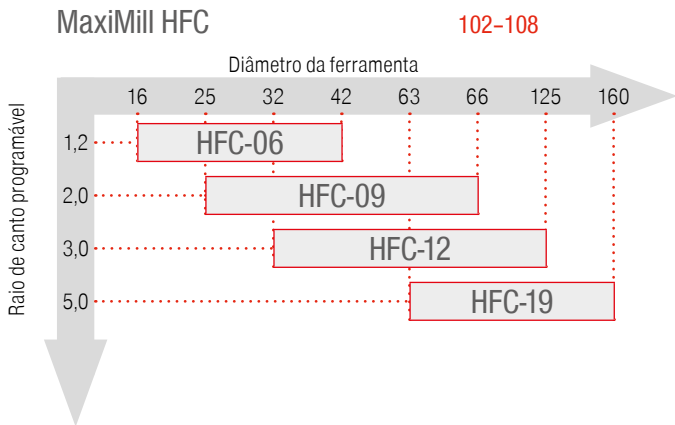 MaxiMill HFC 102–108
Diâmetro da ferramenta
16 25 32 42 63 66 125 160
Raio de canto programável
1,2 HFC-06
2,0 HFC-09
3,0 HFC-12
5,0 HFC-19